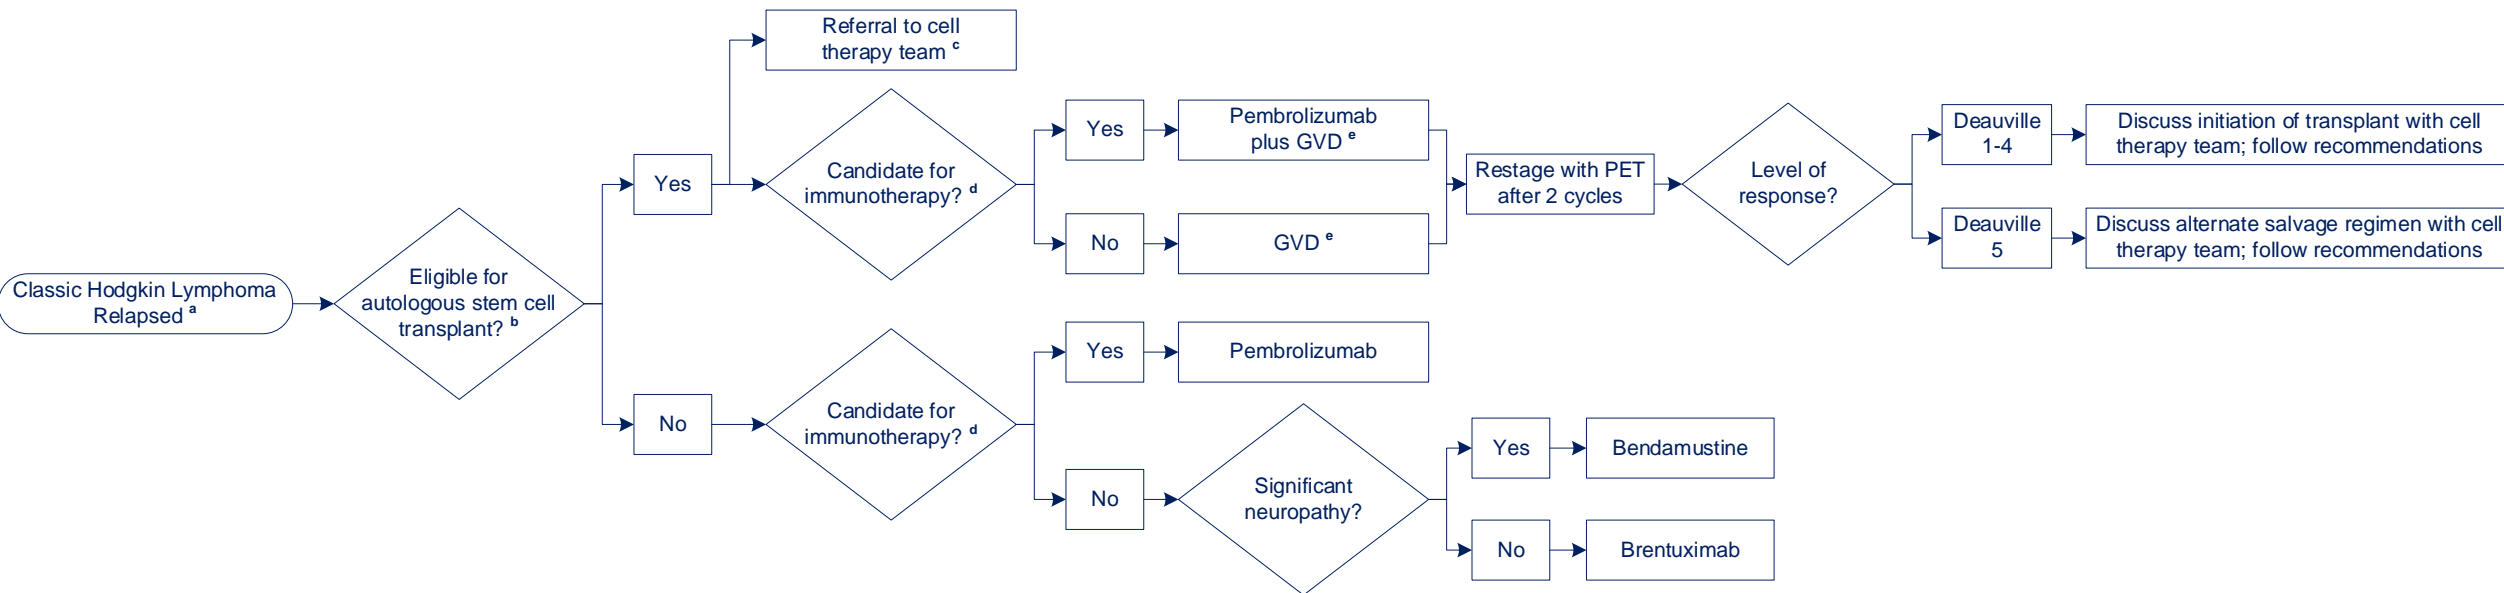 Classic Hodgkin Lymphoma
Relapsed a
Eligible for
autologous stem cell
transplant? b
Yes
Referral to cell
therapy team c
Candidate for
immunotherapy? d
Yes
Pembrolizumab
plus GVD e
No
GVD e
Restage with PET
after 2 cycles
Level of
response?
Deauville
1-4
Discuss initiation of transplant with cell
therapy team; follow recommendations
Deauville
5
Discuss alternate salvage regimen with cell
therapy team; follow recommendations
No
Candidate for
immunotherapy? d
Yes
Pembrolizumab
No
Significant
neuropathy?
Yes
Bendamustine
No
Brentuximab